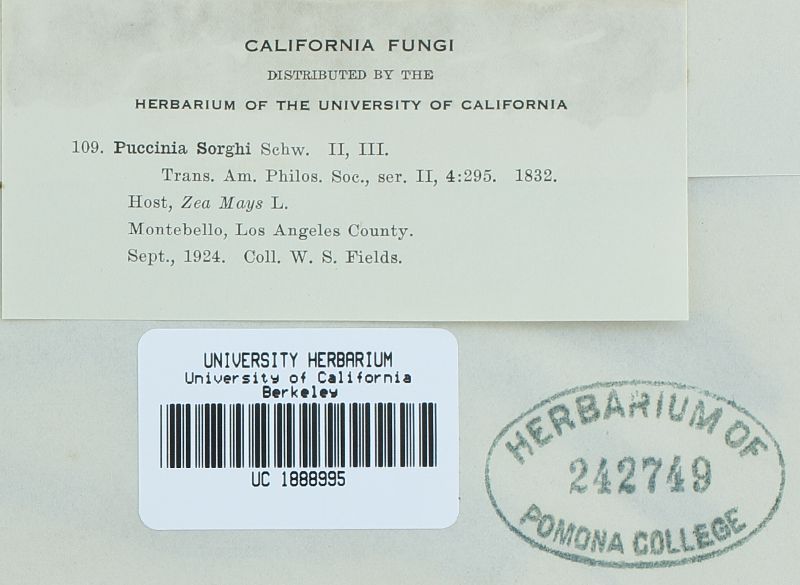 CALIFORNIA FUNGI
DISTRIBUTED BY THE
HERBARIUM OF THE UNIVERSITY OF CALIFORNIA
109. Puccinia Sorghi Schw. II, III.
Trans. Am. Philos. Soc., ser. II, 4:295. 1832.
Host, Zea Mays L.
Montebello, Los Angeles County.
Sept., 1924. Coll. W. S. Fields.
UNIVERSITY HERBARIUM
University of California
Berkeley
UC 1888995
HERBARIUM OF
242749
POMONA COLLEGE